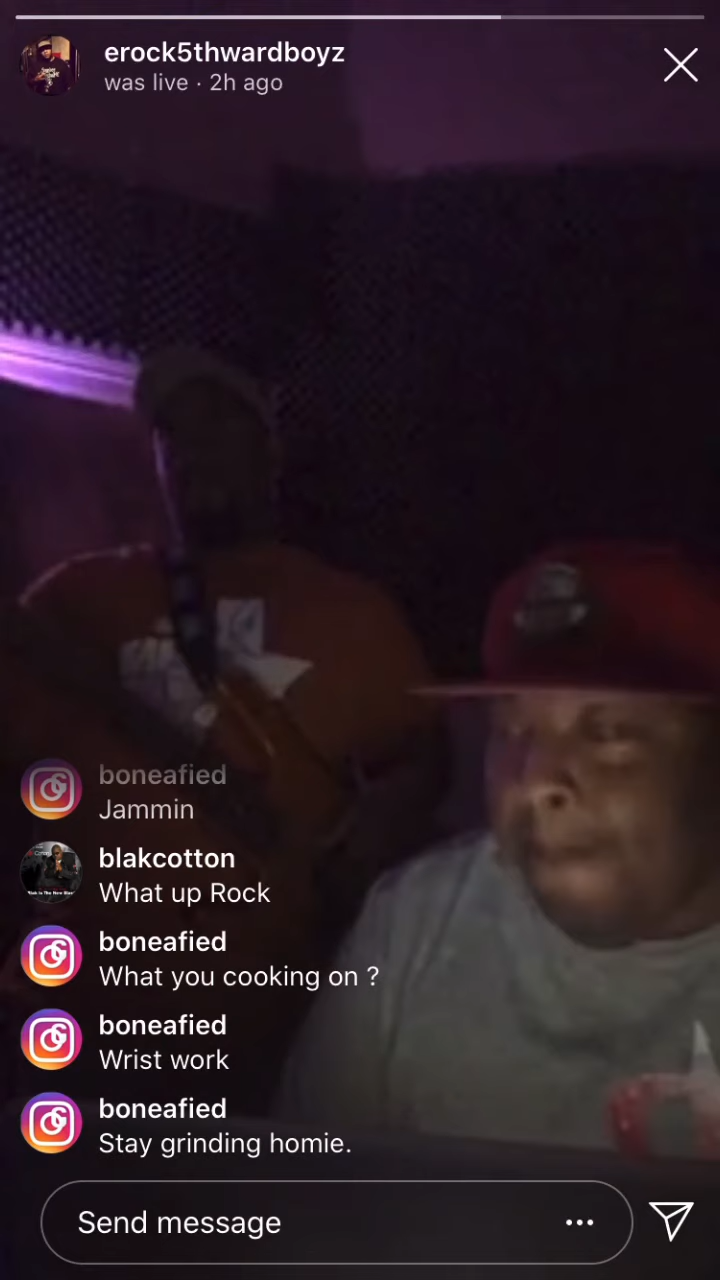 erock5thwardboyz
was live · 2h ago
boneafied
Jammin
blakcotton
What up Rock
boneafied
What you cooking on ?
boneafied
Wrist work
boneafied
Stay grinding homie.
Send message